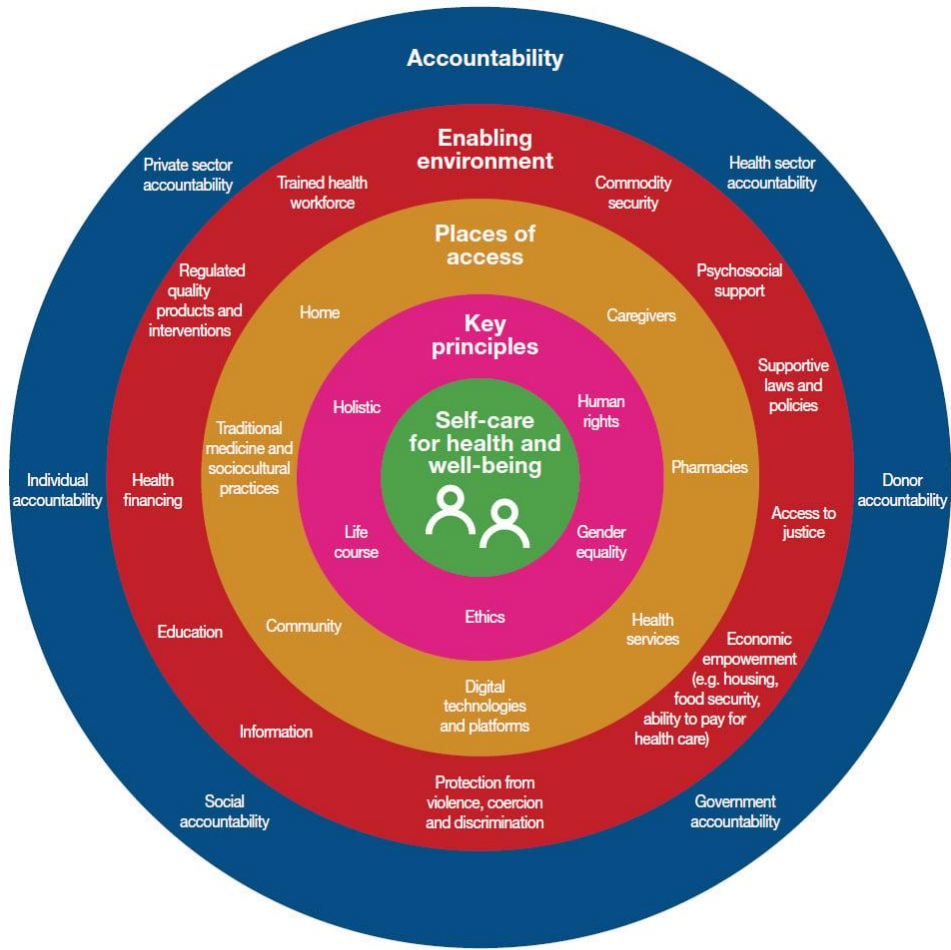 Accountability
Private sector
accountability
Health sector
accountability
Individual
accountability
Donor
accountability
Social
accountability
Government
accountability
Enabling
environment
Trained health
workforce
Commodity
security
Regulated
quality
products and
interventions
Psychosocial
support
Supportive
laws and
policies
Health
financing
Access to
justice
Education
Economic
empowerment
(e.g. housing,
food security,
ability to pay for
health care)
Information
Protection from
violence, coercion
and discrimination
Places of
access
Home
Caregivers
Traditional
medicine and
sociocultural
practices
Pharmacies
Community
Health
services
Digital
technologies
and platforms
Key
principles
Holistic
Human
rights
Life
course
Gender
equality
Ethics
Self-care
for health and
well-being